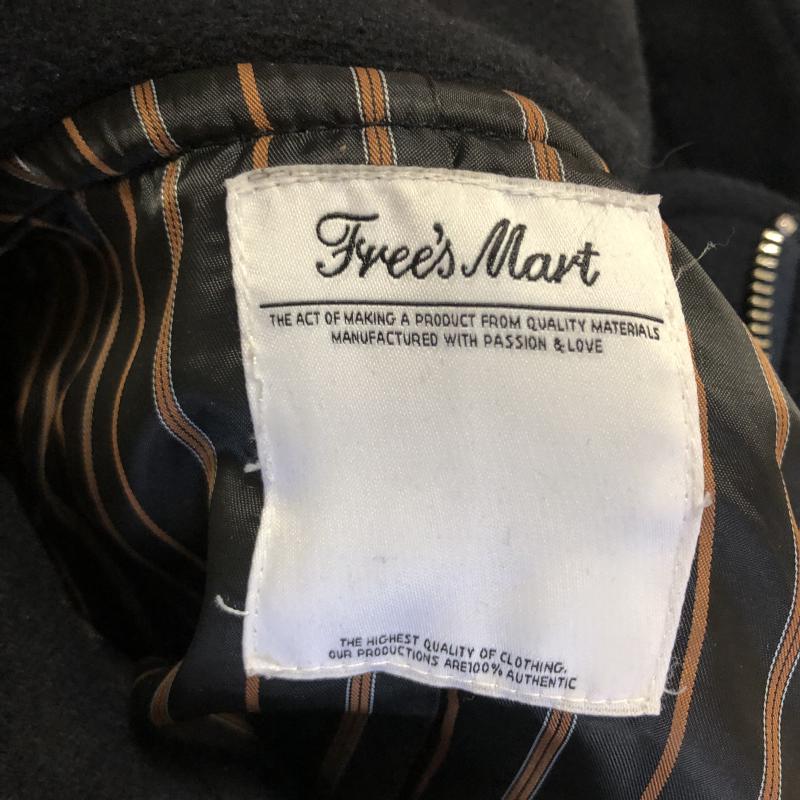 Free's Mart
THE ACT OF MAKING A PRODUCT FROM QUALITY MATERIALS
MANUFACTURED WITH PASSION & LOVE
THE HIGHEST QUALITY OF CLOTHING.
OUR PRODUCTIONS ARE100% AUTHENTIC